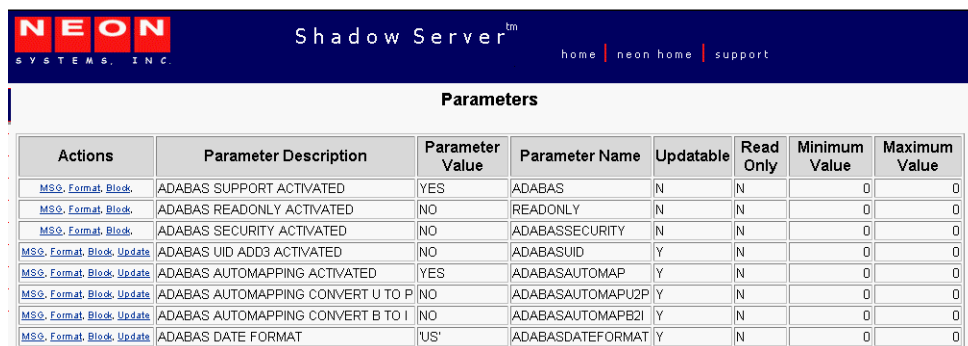 NEON
SYSTEMS, INC.
Shadow Server tm
home | neon home | support
Parameters
Actions Parameter Description Parameter Value Parameter Name Updatable Read Only Minimum Value Maximum Value
MSG, Format, Block, ADABAS SUPPORT ACTIVATED YES ADABAS N N 0 0
MSG, Format, Block, ADABAS READONLY ACTIVATED NO READONLY N N 0 0
MSG, Format, Block, ADABAS SECURITY ACTIVATED NO ADABASSECURITY N N 0 0
MSG, Format, Block, Update ADABAS UID ADD3 ACTIVATED NO ADABASUID Y N 0 0
MSG, Format, Block, Update ADABAS AUTOMAPPING ACTIVATED YES ADABASAUTOMAP Y N 0 0
MSG, Format, Block, Update ADABAS AUTOMAPPING CONVERT U TO P NO ADABASAUTOMAPU2P Y N 0 0
MSG, Format, Block, Update ADABAS AUTOMAPPING CONVERT B TO I NO ADABASAUTOMAPB2I Y N 0 0
MSG, Format, Block, Update ADABAS DATE FORMAT 'US' ADABASDATEFORMAT Y N 0 0